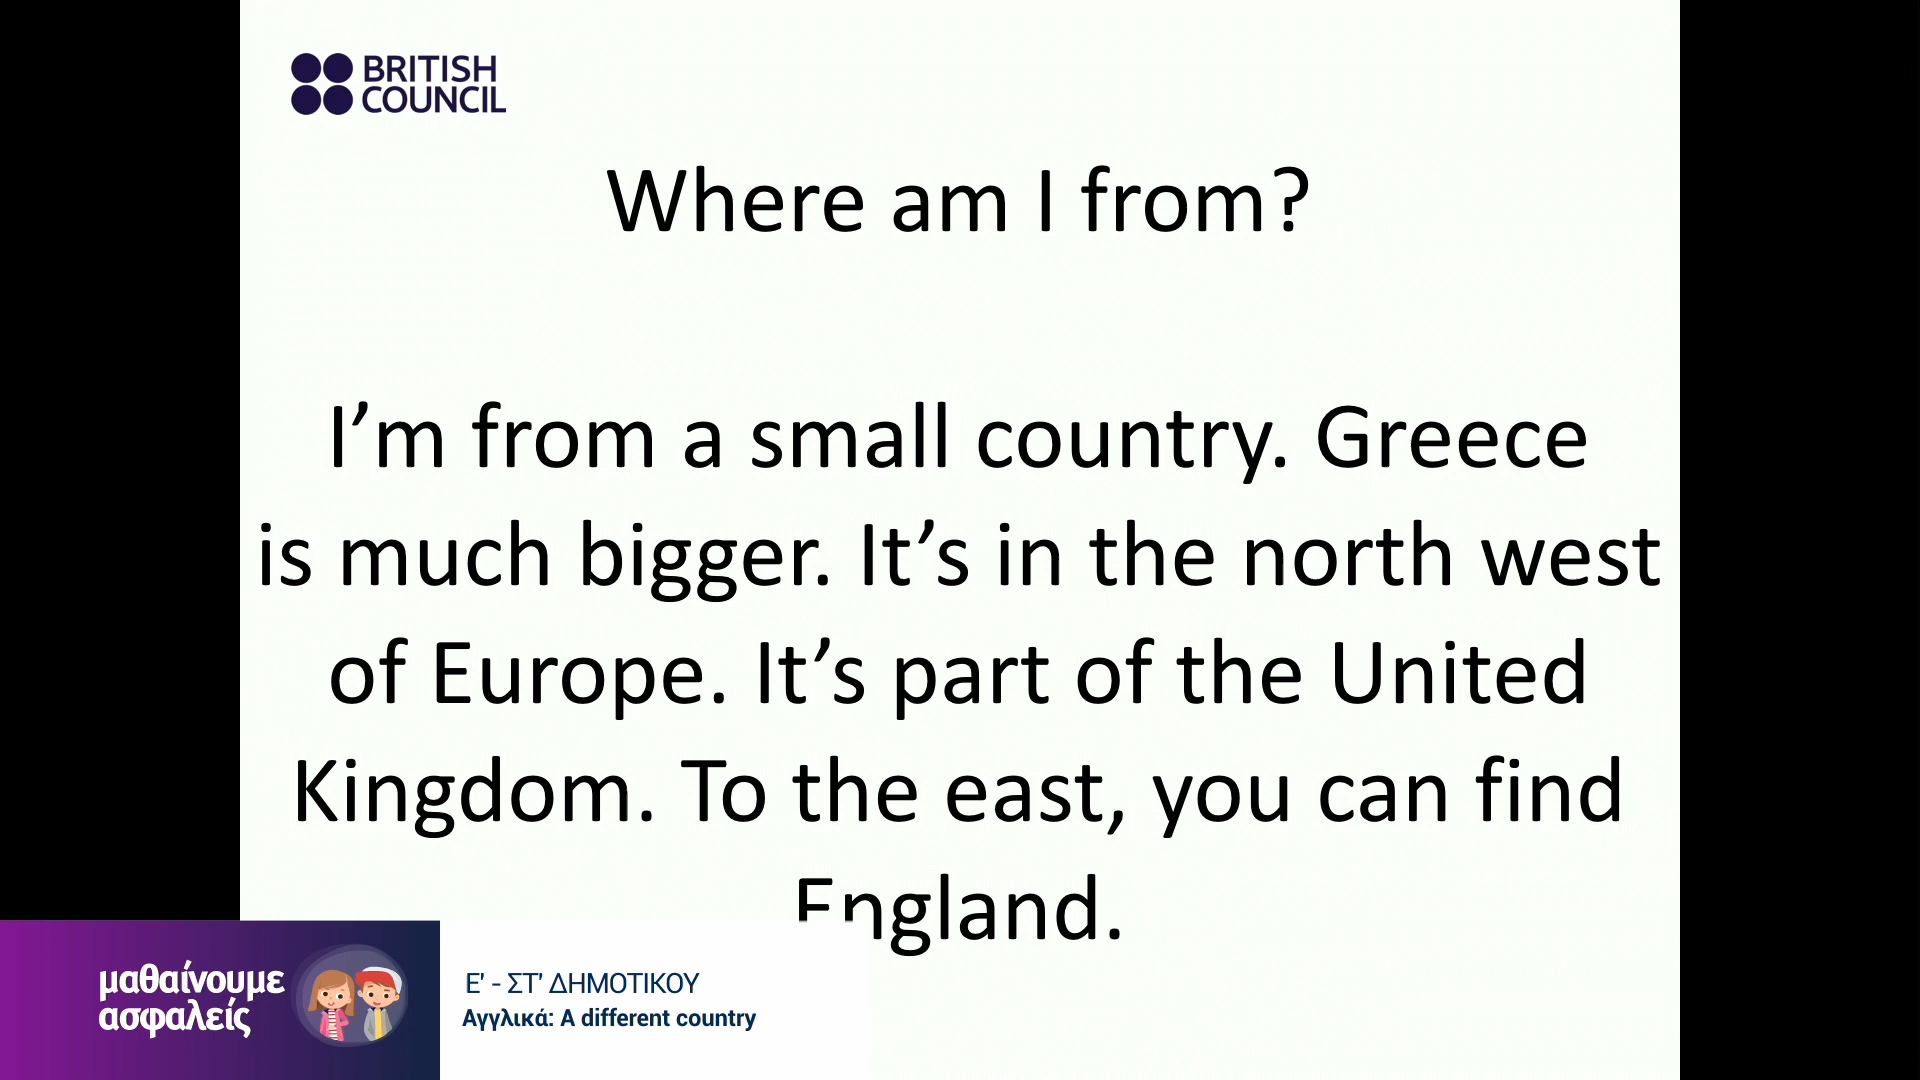 BRITISH
COUNCIL
Where am I from?
I’m from a small country. Greece
is much bigger. It’s in the north west
of Europe. It’s part of the United
Kingdom. To the east, you can find
England.
μαθαίνουμε
ασφαλείς
Ε' - ΣΤ' ΔΗΜΟΤΙΚΟΥ
Αγγλικά: A different country